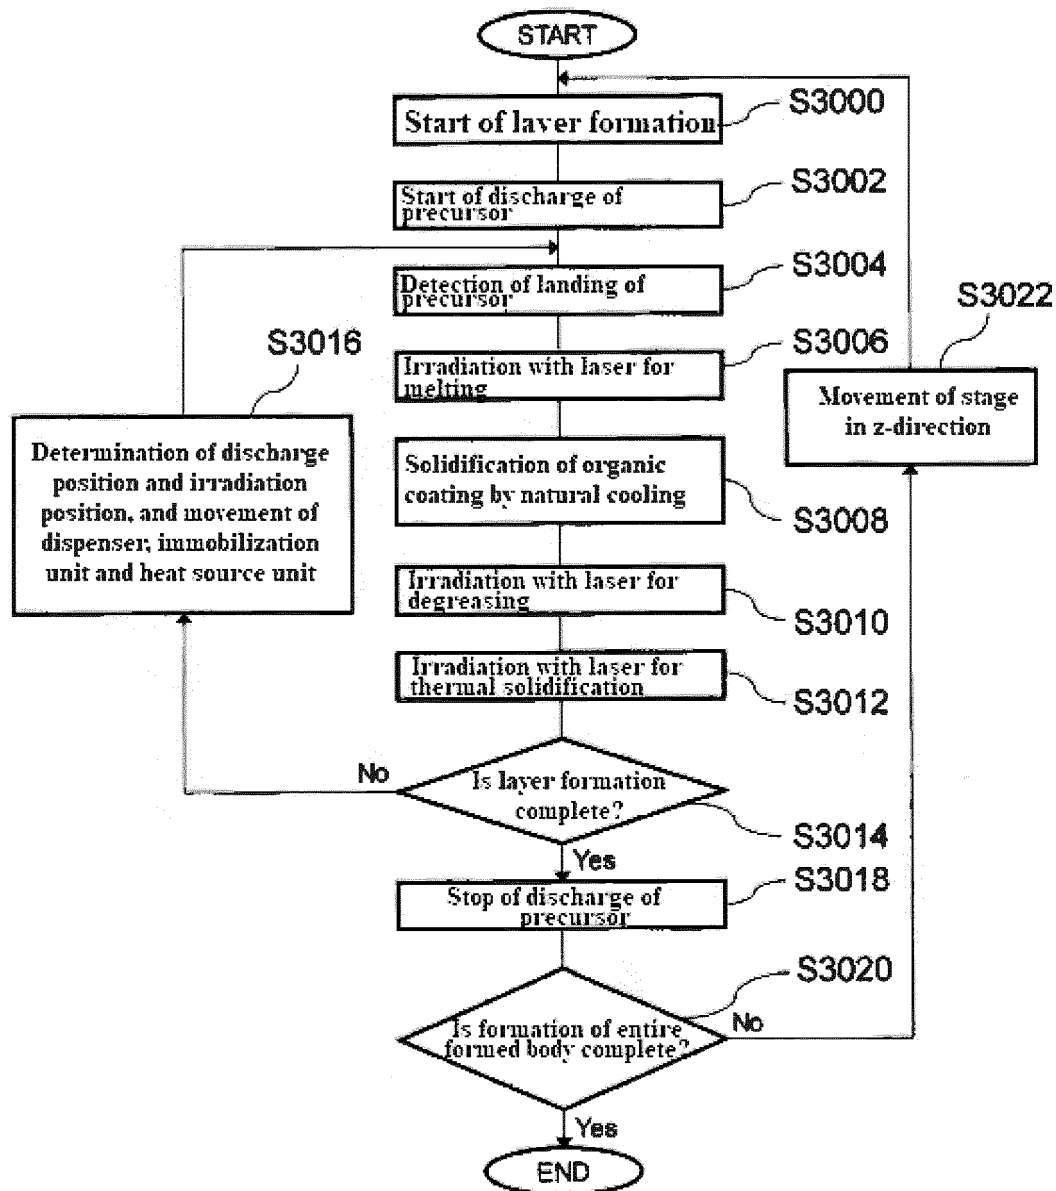 START
S3000
Start of layer formation
S3002
Start of discharge of
precursor
S3004
Detection of landing of
precursor
S3022
S3016
S3006
Irradiation with laser for
melting
Movement of stage
in z-direction
Determination of discharge
position and irradiation
position, and movement of
dispenser, immobilization
unit and heat source unit
Solidification of organic
coating by natural cooling
S3008
Irradiation with laser for
degreasing
S3010
Irradiation with laser for
thermal solidification
S3012
No
Is layer formation
complete?
S3014
Yes
S3018
Stop of discharge of
precursor
S3020
Is formation of entire
formed body complete?
No
Yes
END